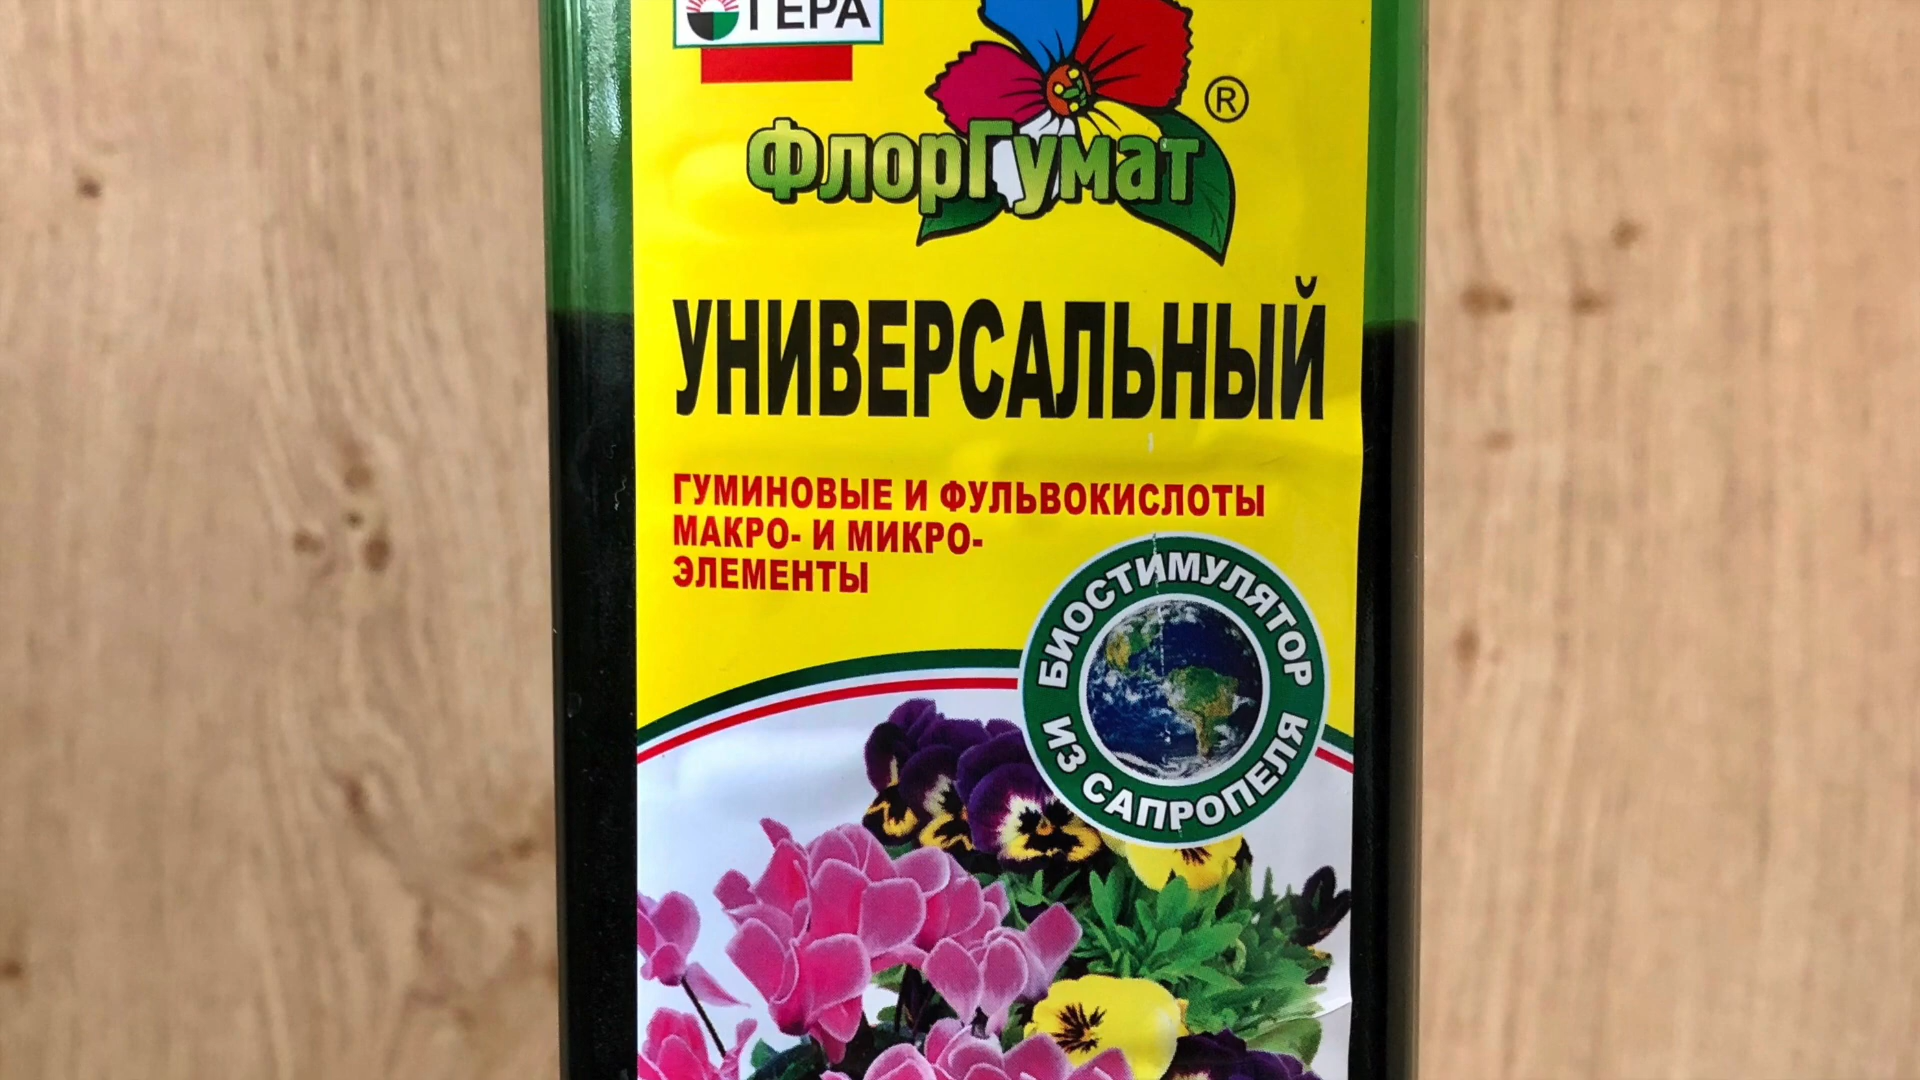 ГЕРА
®
ФлорГумат
УНИВЕРСАЛЬНЫЙ
ГУМИНОВЫЕ И ФУЛЬВОКИСЛОТЫ
МАКРО- И МИКРО-
ЭЛЕМЕНТЫ
БИОСТИМУЛЯТОР
ИЗ САПРОПЕЛЯ